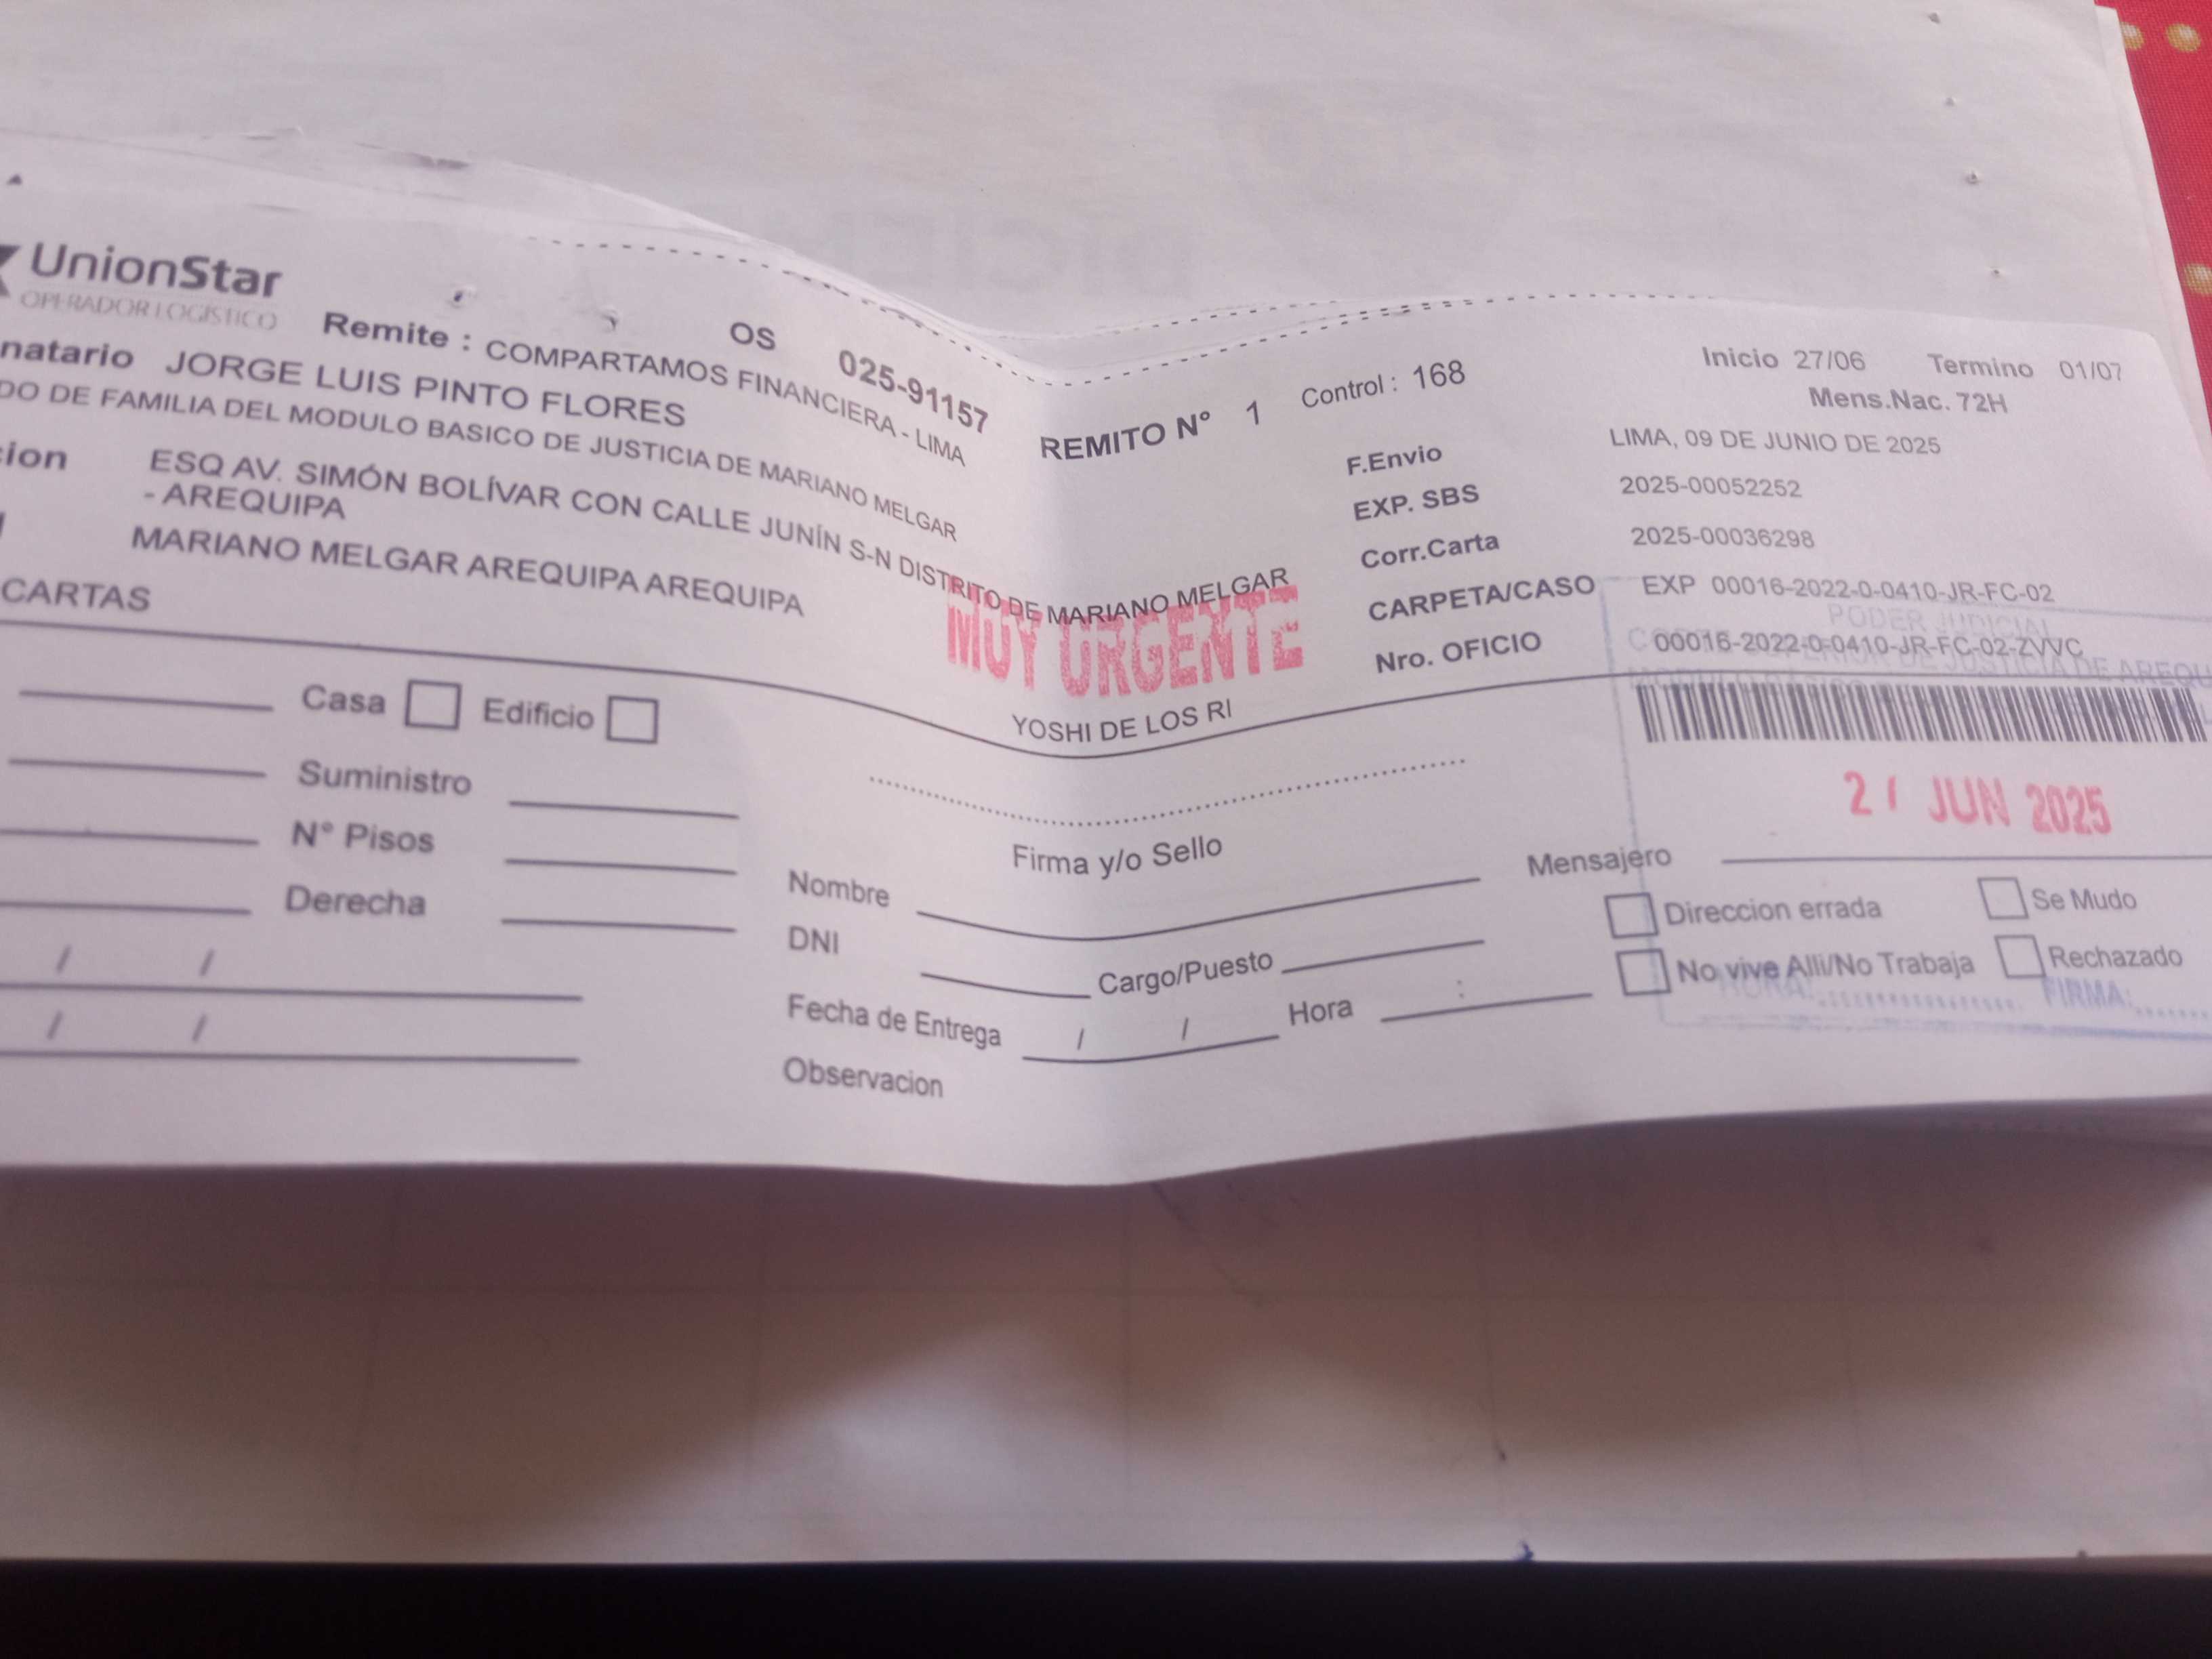 UnionStar
OPERADOR LOGÍSTICO
Remite : COMPARTAMOS FINANCIERA - LIMA
OS 025-91157
REMITO N° 1 Control : 168
Inicio 27/06 Termino 01/07
Mens.Nac. 72H
natario JORGE LUIS PINTO FLORES
DO DE FAMILIA DEL MODULO BASICO DE JUSTICIA DE MARIANO MELGAR
cion ESQ AV. SIMÓN BOLÍVAR CON CALLE JUNÍN S-N DISTRITO DE MARIANO MELGAR
- AREQUIPA
MARIANO MELGAR AREQUIPA AREQUIPA
CARTAS
F.Envio LIMA, 09 DE JUNIO DE 2025
EXP. SBS 2025-00052252
Corr.Carta 2025-00036298
CARPETA/CASO EXP 00016-2022-0-0410-JR-FC-02
Nro. OFICIO 00016-2022-0-0410-JR-FC-02-ZVVC
PODER JUDICIAL
DE JUSTICIA DE AREQU
MUY URGENTE
YOSHI DE LOS RI
Casa Edificio
Suministro
N° Pisos
Derecha
/ /
/ /
Firma y/o Sello
Nombre
DNI Cargo/Puesto
Fecha de Entrega / / Hora :
Observacion
JUN 2025
Mensajero
Direccion errada Se Mudo
No vive Alli/No Trabaja Rechazado
HORA: FIRMA: